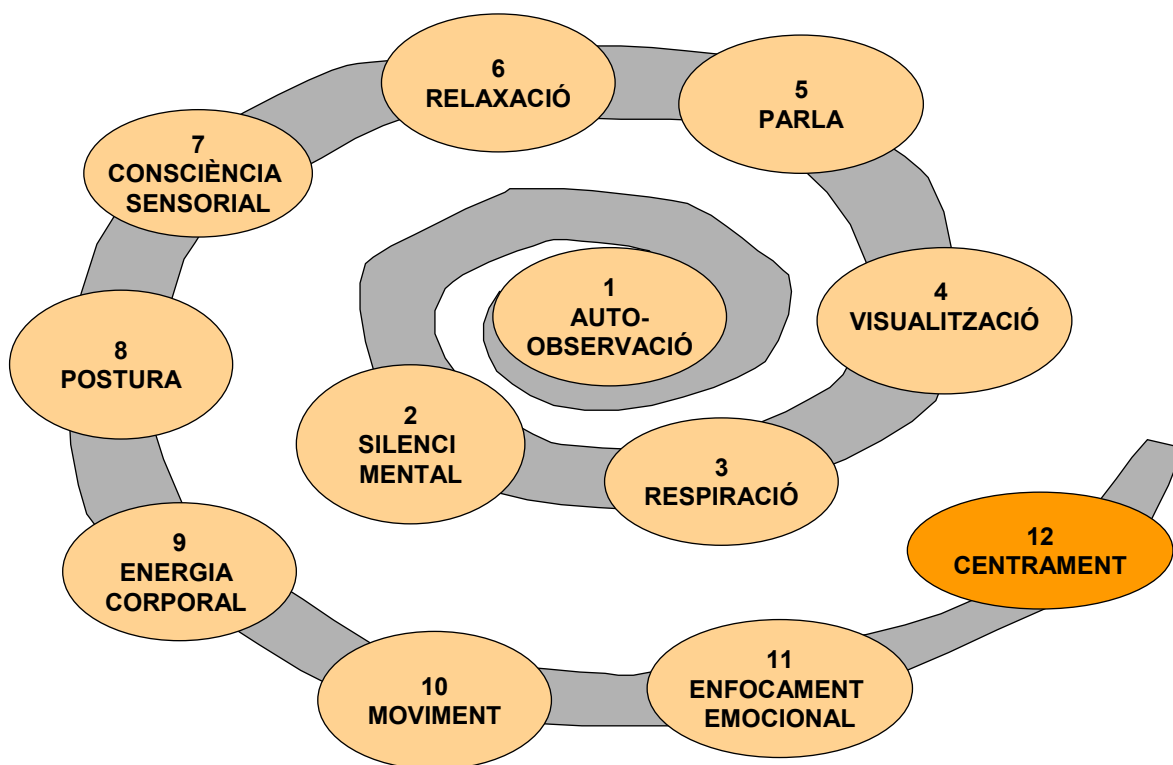 1
AUTO-
OBSERVACIÓ
2
SILENCI
MENTAL
3
RESPIRACIÓ
4
VISUALITZACIÓ
5
PARLA
6
RELAXACIÓ
7
CONSCIÈNCIA
SENSORIAL
8
POSTURA
9
ENERGIA
CORPORAL
10
MOVIMENT
11
ENFOCAMENT
EMOCIONAL
12
CENTRAMENT